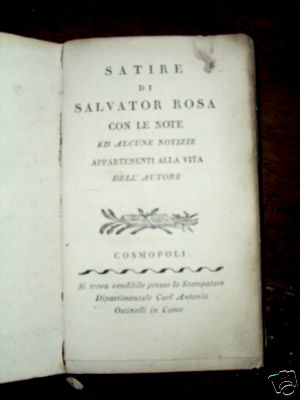 SATIRE
DI
SALVATOR ROSA
CON LE NOTE
ED ALCUNE NOTIZIE
APPARTENENTI ALLA VITA
DELL' AUTORE
COSMOPOLI
Si trova vendibile presso lo Stampatore
Dipartimentale Carl' Antonio
Ostinelli in Como.
ebay